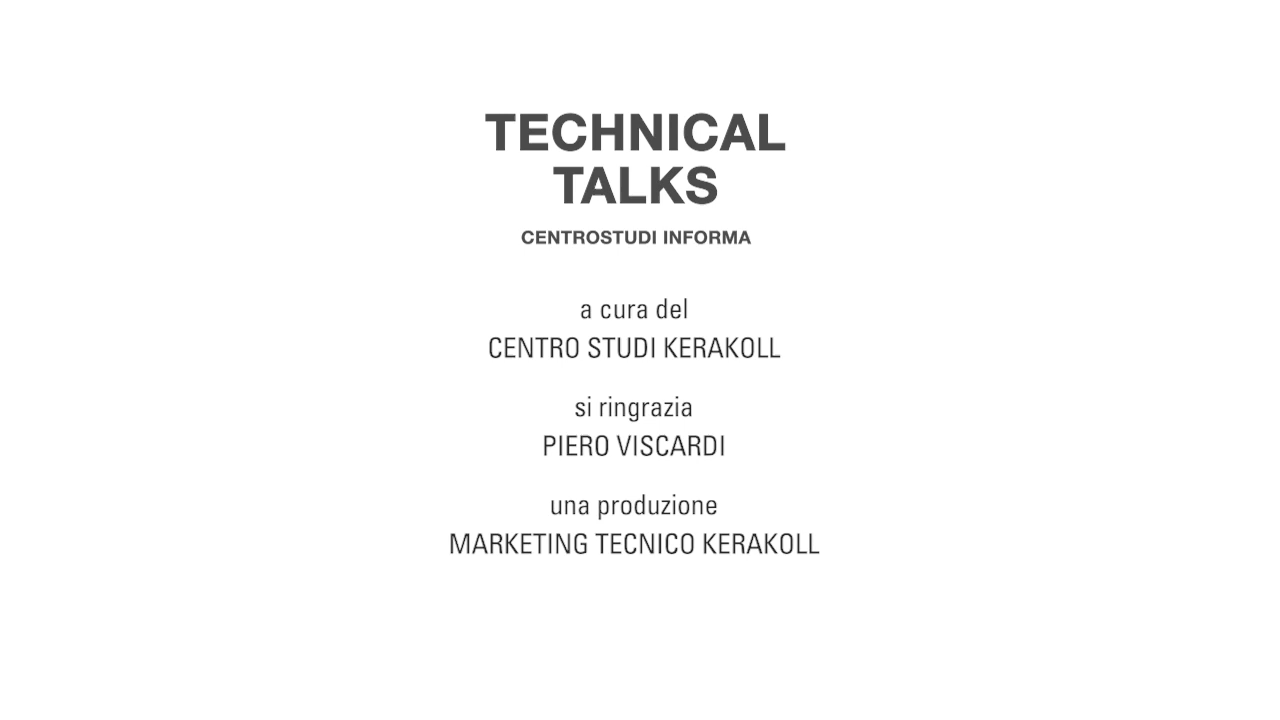 TECHNICAL
TALKS
CENTROSTUDI INFORMA
a cura del
CENTRO STUDI KERAKOLL
si ringrazia
PIERO VISCARDI
una produzione
MARKETING TECNICO KERAKOLL